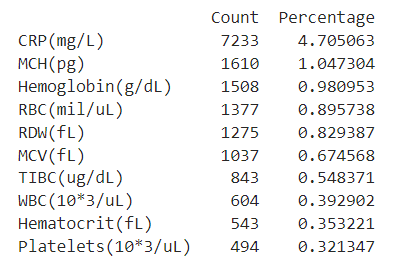 Count Percentage
CRP(mg/L) 7233 4.705063
MCH(pg) 1610 1.047304
Hemoglobin(g/dL) 1508 0.980953
RBC(mil/uL) 1377 0.895738
RDW(fL) 1275 0.829387
MCV(fL) 1037 0.674568
TIBC(ug/dL) 843 0.548371
WBC(10*3/uL) 604 0.392902
Hematocrit(fL) 543 0.353221
Platelets(10*3/uL) 494 0.321347